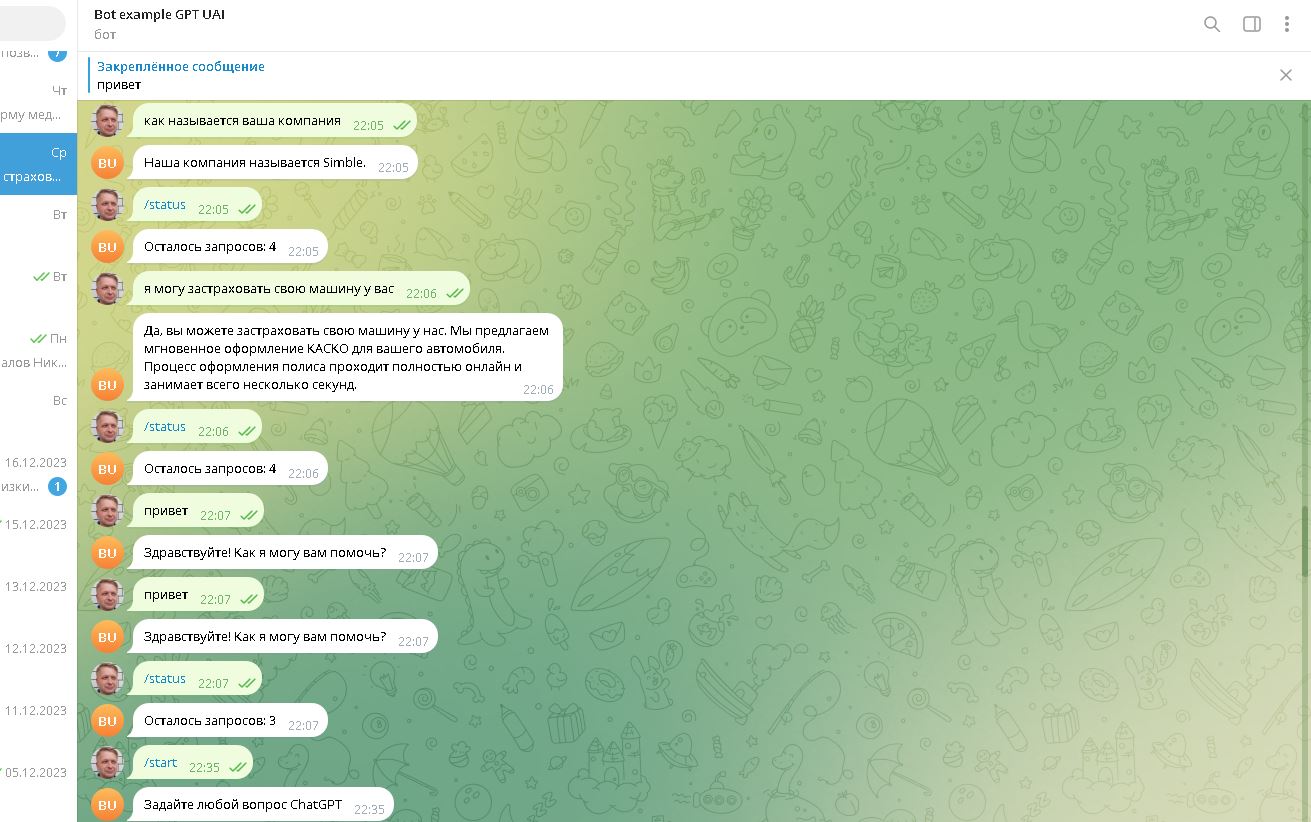 Bot example GPT UAI
бот
Закреплённое сообщение
привет
позв...
7
Чт
рму мед...
Ср
страхов...
Вт
Вт
Пн
алов Ник...
Вс
16.12.2023
изки...
1
15.12.2023
13.12.2023
12.12.2023
11.12.2023
05.12.2023
как называется ваша компания 22:05
BU
Наша компания называется Simble. 22:05
/status 22:05
BU
Осталось запросов: 4 22:05
я могу застраховать свою машину у вас 22:06
Да, вы можете застраховать свою машину у нас. Мы предлагаем
мгновенное оформление КАСКО для вашего автомобиля.
Процесс оформления полиса проходит полностью онлайн и
BU
занимает всего несколько секунд. 22:06
/status 22:06
BU
Осталось запросов: 4 22:06
привет 22:07
BU
Здравствуйте! Как я могу вам помочь? 22:07
привет 22:07
BU
Здравствуйте! Как я могу вам помочь? 22:07
/status 22:07
BU
Осталось запросов: 3 22:07
/start 22:35
BU
Задайте любой вопрос ChatGPT 22:35